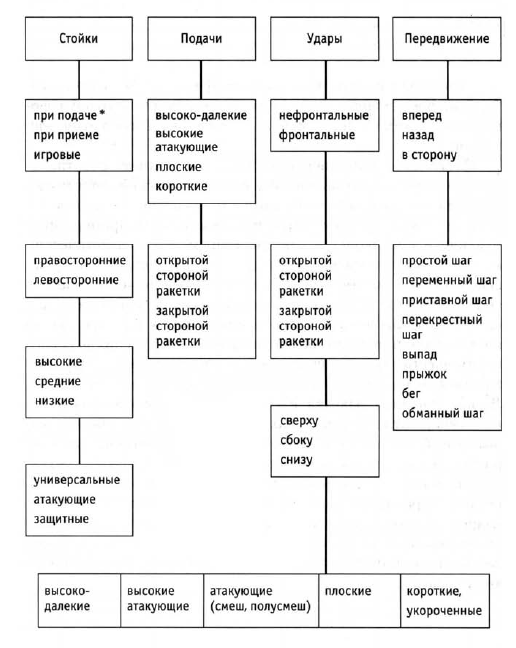 Стойки
Подачи
Удары
Передвижение
при подаче*
при приеме
игровые
высоко-далекие
высокие
атакующие
плоские
короткие
нефронтальные
фронтальные
вперед
назад
в сторону
правосторонние
левосторонние
открытой
стороной
ракетки
закрытой
стороной
ракетки
открытой
стороной
ракетки
закрытой
стороной
ракетки
простой шаг
переменный шаг
приставной шаг
перекрестный
шаг
выпад
прыжок
бег
обманный шаг
высокие
средние
низкие
сверху
сбоку
снизу
универсальные
атакующие
защитные
высоко-
далекие
высокие
атакующие
атакующие
(смеш, полусмеш)
плоские
короткие,
укороченные